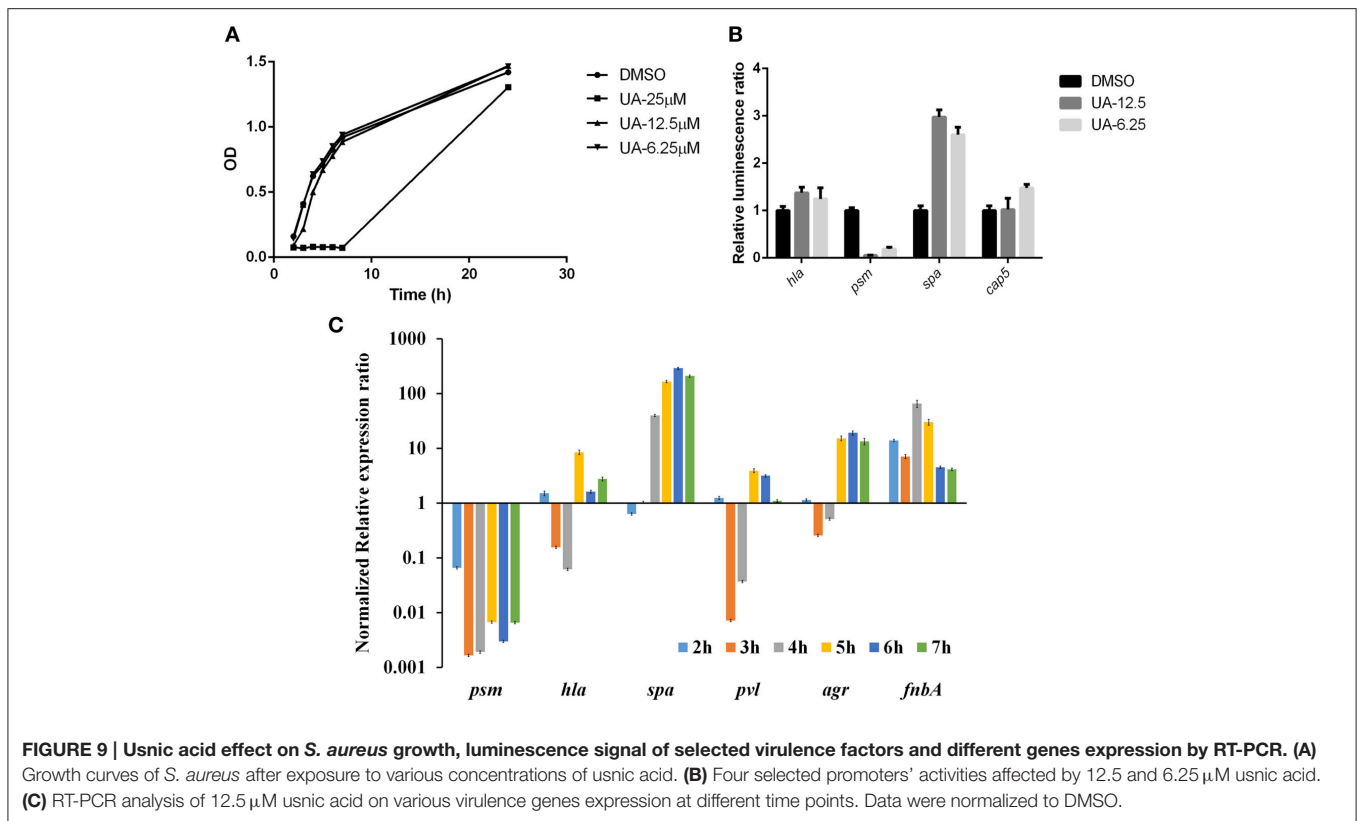 A
1.5
1.0
0.5
0.0
OD
0
10
20
30
Time (h)
DMSO
UA-25μM
UA-12.5μM
UA-6.25μM
B
4
3
2
1
0
Relative luminescence ratio
hla
psm
spa
cap5
DMSO
UA-12.5
UA-6.25
C
1000
100
10
1
0.1
0.01
0.001
Normalized Relative expression ratio
2h 3h 4h 5h 6h 7h
psm hla spa pvl agr fnbA
FIGURE 9 | Usnic acid effect on S. aureus growth, luminescence signal of selected virulence factors and different genes expression by RT-PCR. (A)
Growth curves of S. aureus after exposure to various concentrations of usnic acid. (B) Four selected promoters' activities affected by 12.5 and 6.25 μM usnic acid.
(C) RT-PCR analysis of 12.5 μM usnic acid on various virulence genes expression at different time points. Data were normalized to DMSO.